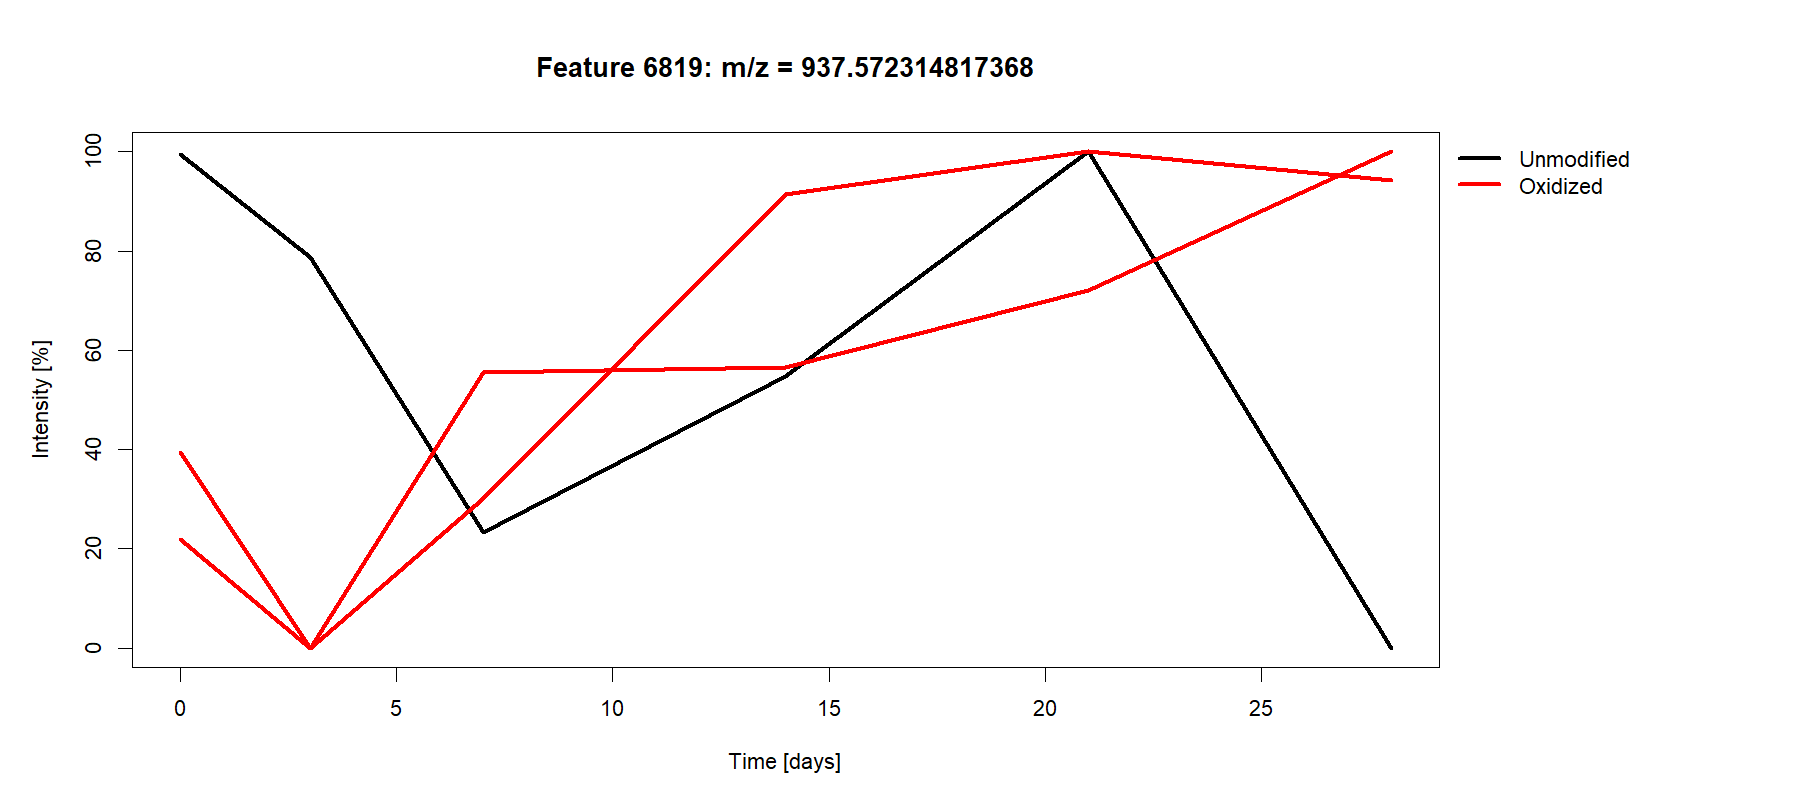 Feature 6819: m/z = 937.572314817368
Unmodified
Oxidized
Intensity [%]
100
80
60
40
20
0
0 5 10 15 20 25
Time [days]